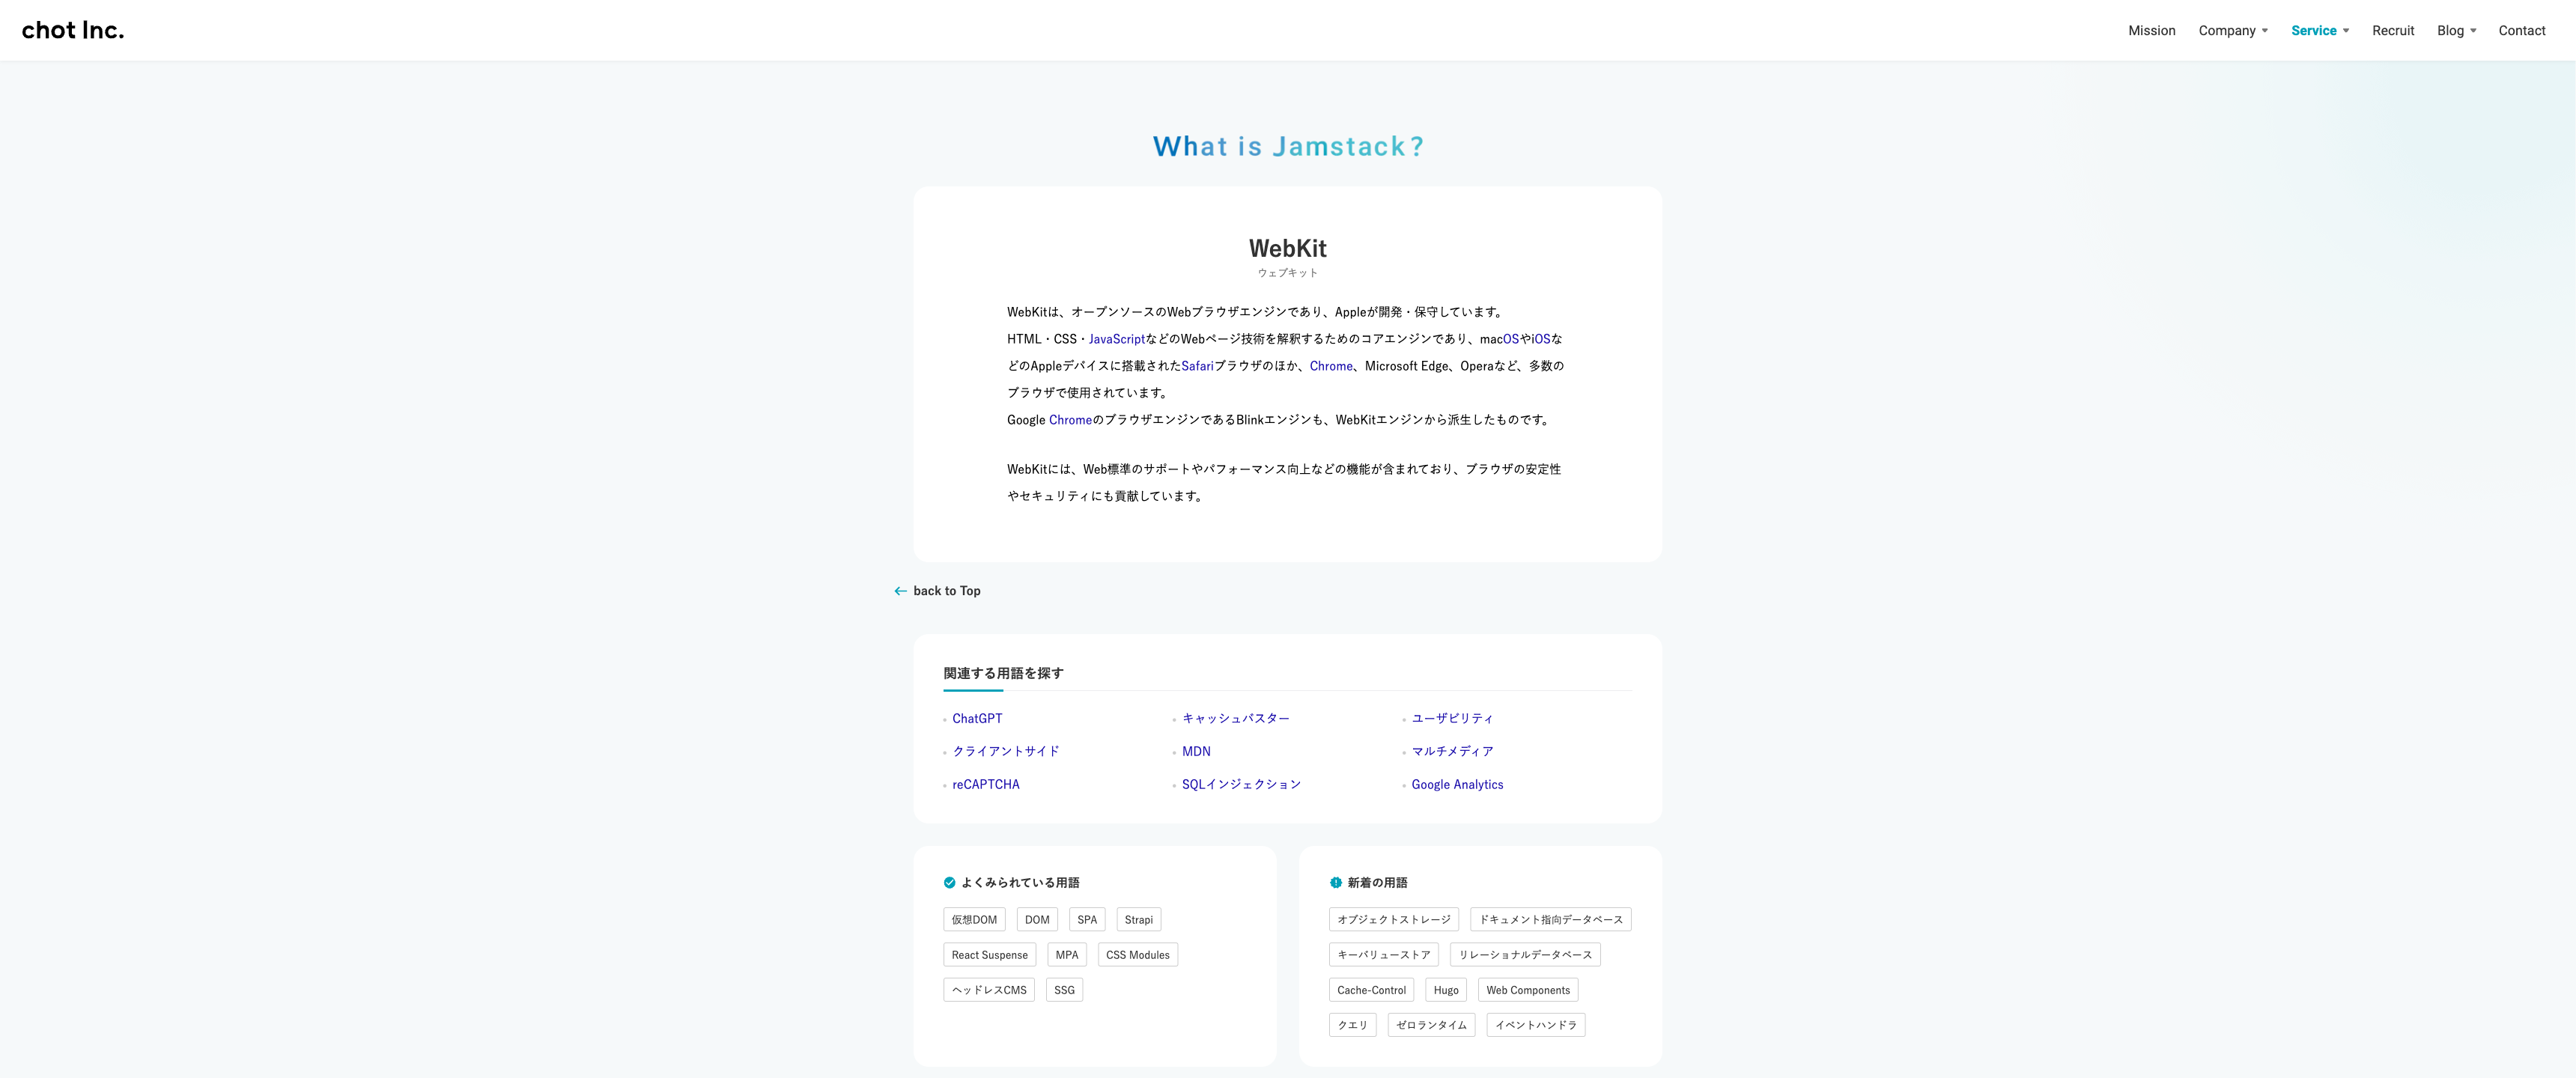 chot Inc.
Mission Company Service Recruit Blog Contact
What is Jamstack?
WebKit
ウェブキット
WebKitは、オープンソースのWebブラウザエンジンであり、Appleが開発・保守しています。
HTML・CSS・JavaScriptなどのWebページ技術を解釈するためのコアエンジンであり、macOSやiOSな
どのAppleデバイスに搭載されたSafariブラウザのほか、Chrome、Microsoft Edge、Operaなど、多数の
ブラウザで使用されています。
Google ChromeのブラウザエンジンであるBlinkエンジンも、WebKitエンジンから派生したものです。
WebKitには、Web標準のサポートやパフォーマンス向上などの機能が含まれており、ブラウザの安定性
やセキュリティにも貢献しています。
back to Top
関連する用語を探す
ChatGPT キャッシュバスター ユーザビリティ
クライアントサイド MDN マルチメディア
reCAPTCHA SQLインジェクション Google Analytics
よくみられている用語
仮想DOM DOM SPA Strapi
React Suspense MPA CSS Modules
ヘッドレスCMS SSG
新着の用語
オブジェクトストレージ ドキュメント指向データベース
キーバリューストア リレーショナルデータベース
Cache-Control Hugo Web Components
クエリ ゼロランタイム イベントハンドラ